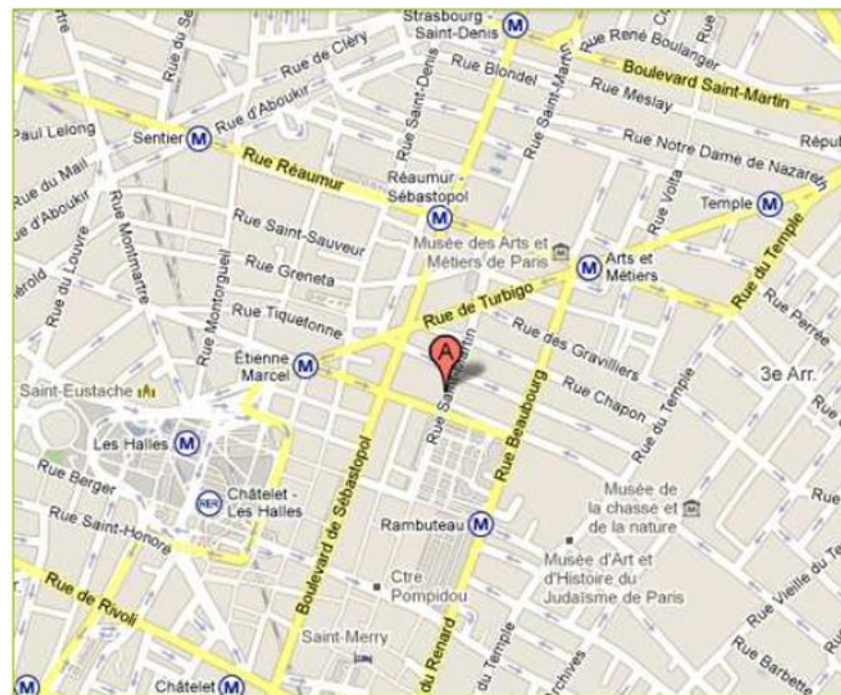 Strasbourg -
Saint-Denis
Rue René Boulanger
Rue de Cléry
Rue Blondel
Boulevard Saint-Martin
Rue Meslay
Rue d'Aboukir
Rue Saint-Denis
Paul Lelong
Sentier
M
Rue Notre Dame de Nazareth
Rue du Mail
Rue Réaumur
Réaumur -
Sébastopol
Rue Volta
Temple
M
Rue Saint-Sauveur
Musée des Arts et
Métiers de Paris
Arts et
Métiers
Rue du Temple
Rue Montmartre
Rue du Louvre
Rue Greneta
Rue Montorgueil
Rue de Turbigo
Rue Tiquetonne
Rue des Gravilliers
Rue Perrée
Étienne
Marcel
M
A
Rue Saint-Martin
Rue Chapon
3e Arr.
Saint-Eustache
Rue Beaubourg
Rue du Temple
Les Halles
M
Boulevard de Sébastopol
Rue Berger
Châtelet -
Les Halles
RER
Rambuteau
M
Musée de
la chasse et
de la nature
Rue Saint-Honoré
Musée d'Art et
d'Histoire du
Judaïsme de Paris
Ctre
Pompidou
Rue de Rivoli
Saint-Merry
du Renard
du Temple
Archives
Rue Vieille du Te
Rue Barbette
Châtelet
M